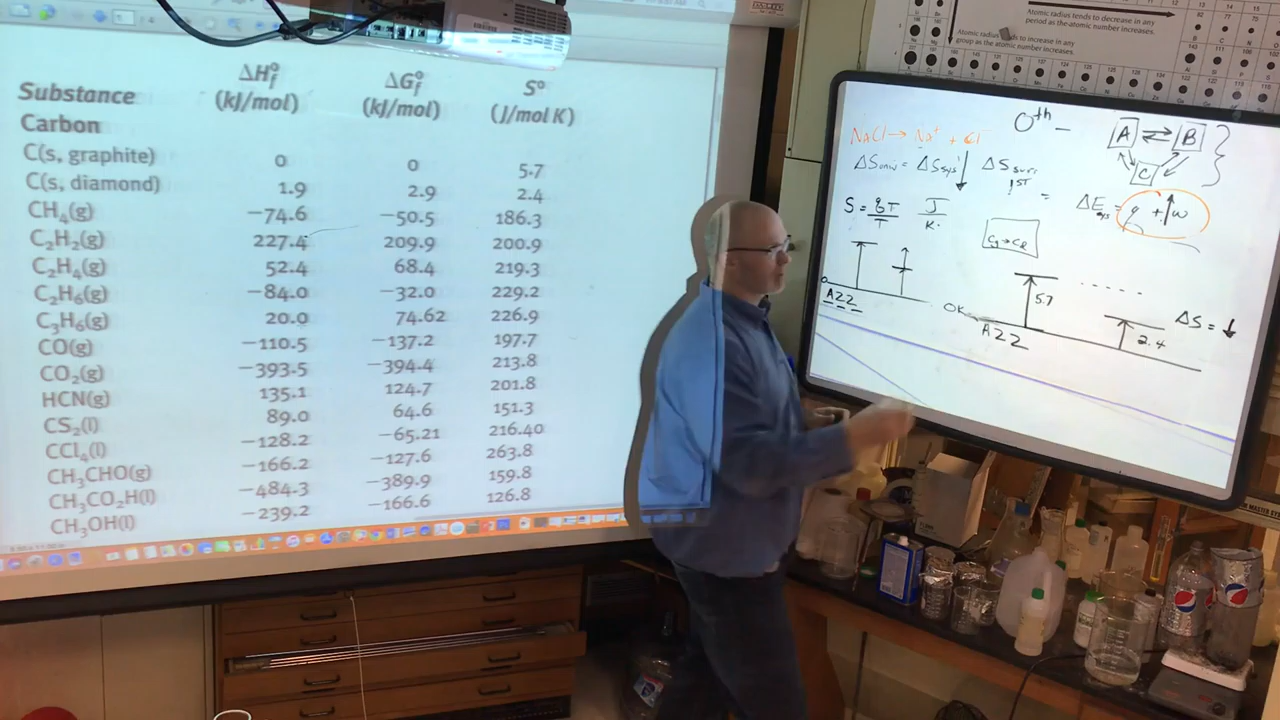 ΔH°f ΔG°f S°
Substance (kJ/mol) (kJ/mol) (J/mol K)
Carbon
C(s, graphite) 0 0 5.7
C(s, diamond) 1.9 2.9 2.4
CH₄(g) −74.6 −50.5 186.3
C₂H₂(g) 227.4 209.9 200.9
C₂H₄(g) 52.4 68.4 219.3
C₂H₆(g) −84.0 −32.0 229.2
C₃H₆(g) 20.0 74.62 226.9
CO(g) −110.5 −137.2 197.7
CO₂(g) −393.5 −394.4 213.8
HCN(g) 135.1 124.7 201.8
CS₂(l) 89.0 64.6 151.3
CCl₄(l) −128.2 −65.21 216.40
CH₃CHO(g) −166.2 −127.6 263.8
CH₃CO₂H(l) −484.3 −389.9 159.8
CH₃OH(l) −239.2 −166.6 126.8
Atomic radius tends to decrease in any
period as the atomic number increases.
Atomic radius tends to increase in any
group as the atomic number increases.
0th –
A ⇌ B
C
NaCl → Na⁺ + Cl⁻
ΔSuniv = ΔSsys ↓ ΔSsurr
1ST = ΔEsys = q + w
S = qT/T J/K.
Cg → Cl
0
AZZ
OK
AZZ
5.7
2.4
ΔS = ↓